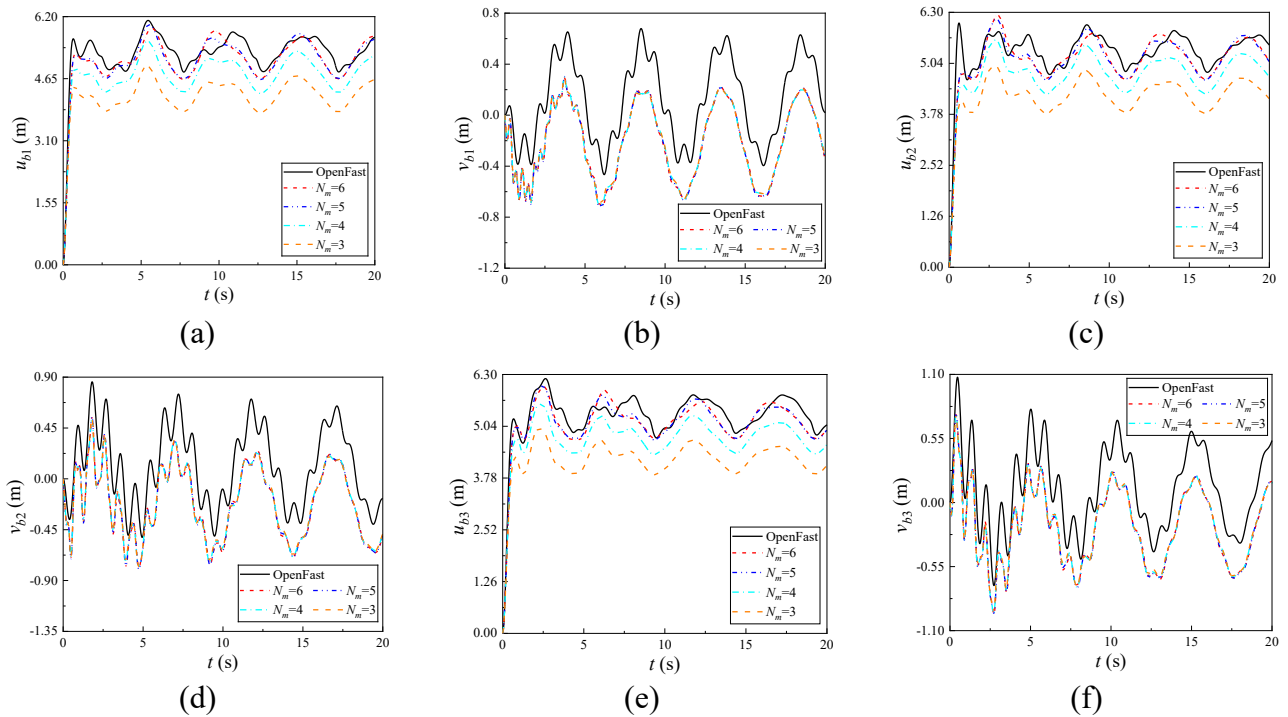 6.20
4.65
3.10
1.55
0.00
u_b1 (m)
OpenFast
N_m=6
N_m=5
N_m=4
N_m=3
0 5 10 15 20
t (s)
(a)
0.8
0.4
0.0
-0.4
-0.8
-1.2
v_b1 (m)
OpenFast
N_m=6 N_m=5
N_m=4 N_m=3
0 5 10 15 20
t (s)
(b)
6.30
5.04
3.78
2.52
1.26
0.00
u_b2 (m)
OpenFast
N_m=6
N_m=5
N_m=4
N_m=3
0 5 10 15 20
t (s)
(c)
0.90
0.45
0.00
-0.45
-0.90
-1.35
v_b2 (m)
OpenFast
N_m=6 N_m=5
N_m=4 N_m=3
0 5 10 15 20
t (s)
(d)
6.30
5.04
3.78
2.52
1.26
0.00
u_b3 (m)
OpenFast
N_m=6
N_m=5
N_m=4
N_m=3
0 5 10 15 20
t (s)
(e)
1.10
0.55
0.00
-0.55
-1.10
v_b3 (m)
OpenFast
N_m=6 N_m=5
N_m=4 N_m=3
0 5 10 15 20
t (s)
(f)